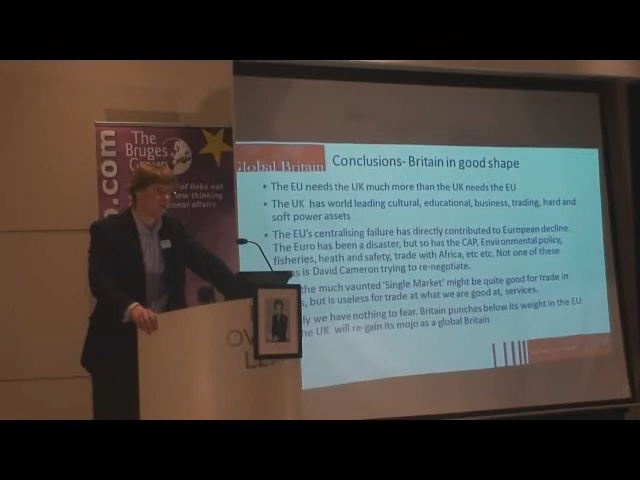 The
Bruges
Group
.com
of links not
new thinking
Global Britain
Conclusions- Britain in good shape
• The EU needs the UK much more than the UK needs the EU
• The UK has world leading cultural, educational, business, trading, hard and
soft power assets
• The EU's centralising failure has directly contributed to European decline.
The Euro has been a disaster, but so has the CAP, Environmental policy,
fisheries, heath and safety, trade with Africa, etc etc. Not one of these
is David Cameron trying to re-negotiate.
the much vaunted 'Single Market' might be quite good for trade in
but is useless for trade at what we are good at, services.
we have nothing to fear. Britain punches below its weight in the EU
UK will re-gain its mojo as a global Britain